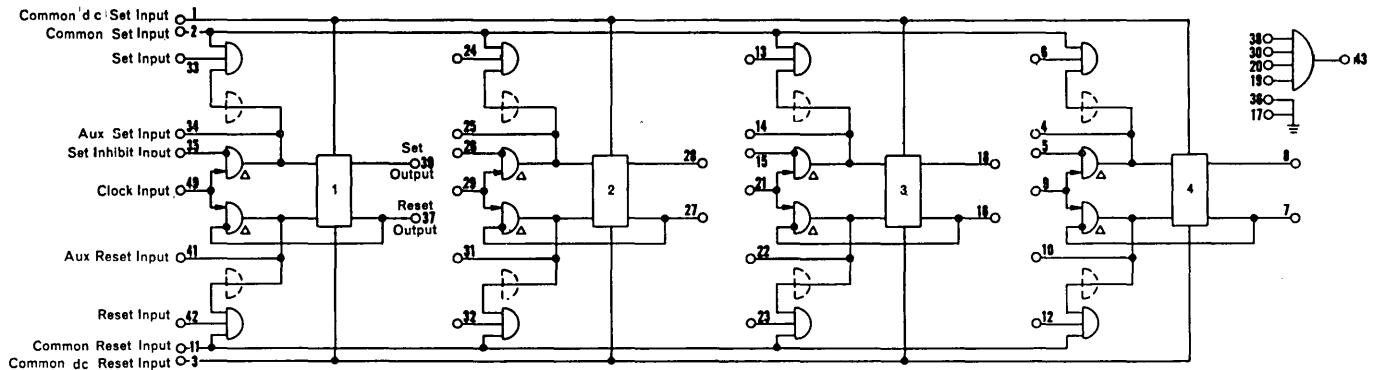 Common dc Set Input 1
Common Set Input 2
Set Input
33
24
13
6
38
30
20
19
43
36
17
Aux Set Input 34
25
14
4
Set Inhibit Input 35
26
15
5
Set
Output
39
28
18
8
Clock Input 49
29
21
9
1
2
3
4
Reset
Output
37
27
16
7
Aux Reset Input 41
31
22
10
Reset Input 42
32
23
12
Common Reset Input 11
Common dc Reset Input 3